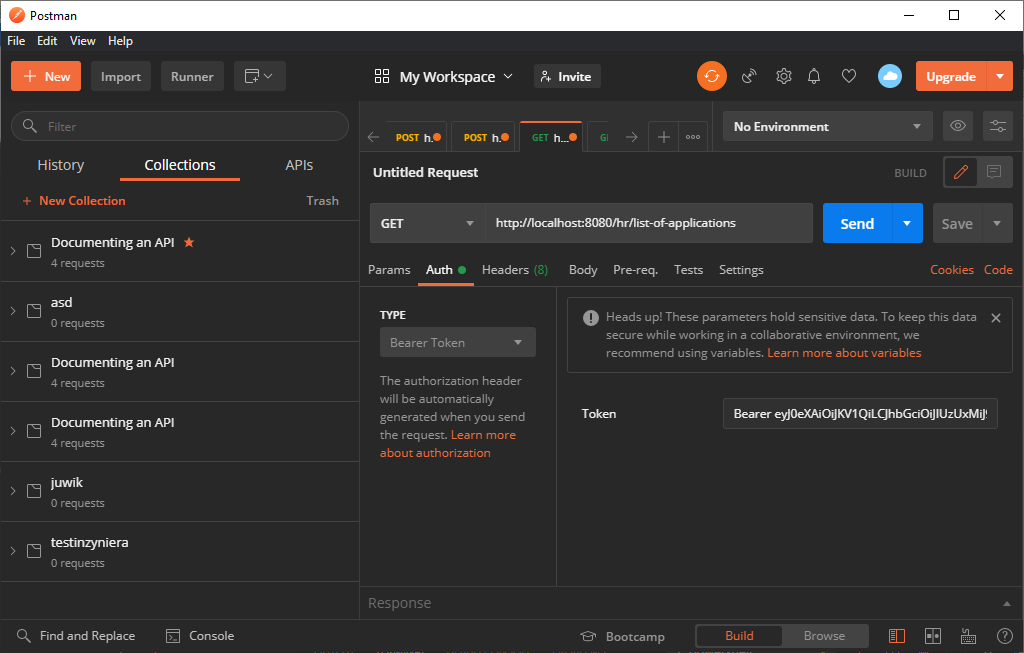 Postman
File Edit View Help
New Import Runner
My Workspace Invite Upgrade
Filter
History Collections APIs
New Collection Trash
Documenting an API
4 requests
asd
0 requests
Documenting an API
4 requests
Documenting an API
4 requests
juwik
0 requests
testinzyniera
0 requests
POST h. POST h. GET h...
No Environment
Untitled Request BUILD
GET http://localhost:8080/hr/list-of-applications Send Save
Params Auth Headers (8) Body Pre-req. Tests Settings Cookies Code
TYPE
Bearer Token
The authorization header
will be automatically
generated when you send
the request. Learn more
about authorization
Heads up! These parameters hold sensitive data. To keep this data
secure while working in a collaborative environment, we
recommend using variables. Learn more about variables
Token Bearer eyJ0eXAiOiJKV1QiLCJhbGciOiJIUzUxMiJ9
Response
Find and Replace Console Bootcamp Build Browse